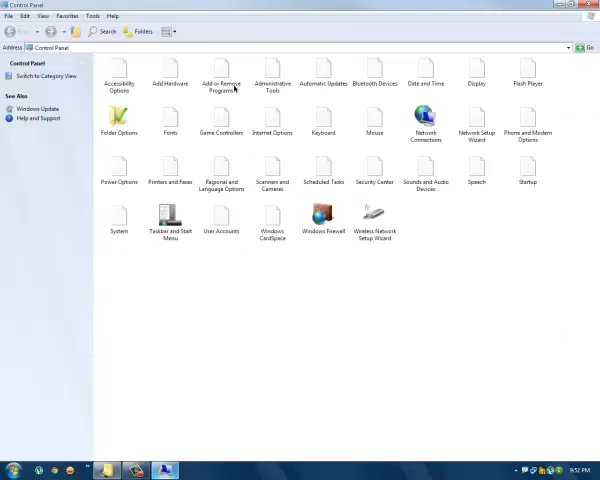 Control Panel
File Edit View Favorites Tools Help
Search Folders
Address Control Panel Go
Control Panel
Switch to Category View
See Also
Windows Update
Help and Support
Accessibility Options
Add Hardware
Add or Remove Programs
Administrative Tools
Automatic Updates
Bluetooth Devices
Date and Time
Display
Flash Player
Folder Options
Fonts
Game Controllers
Internet Options
Keyboard
Mouse
Network Connections
Network Setup Wizard
Phone and Modem Options
Power Options
Printers and Faxes
Regional and Language Options
Scanners and Cameras
Scheduled Tasks
Security Center
Sounds and Audio Devices
Speech
Startup
System
Taskbar and Start Menu
User Accounts
Windows CardSpace
Windows Firewall
Wireless Network Setup Wizard
9:52 PM